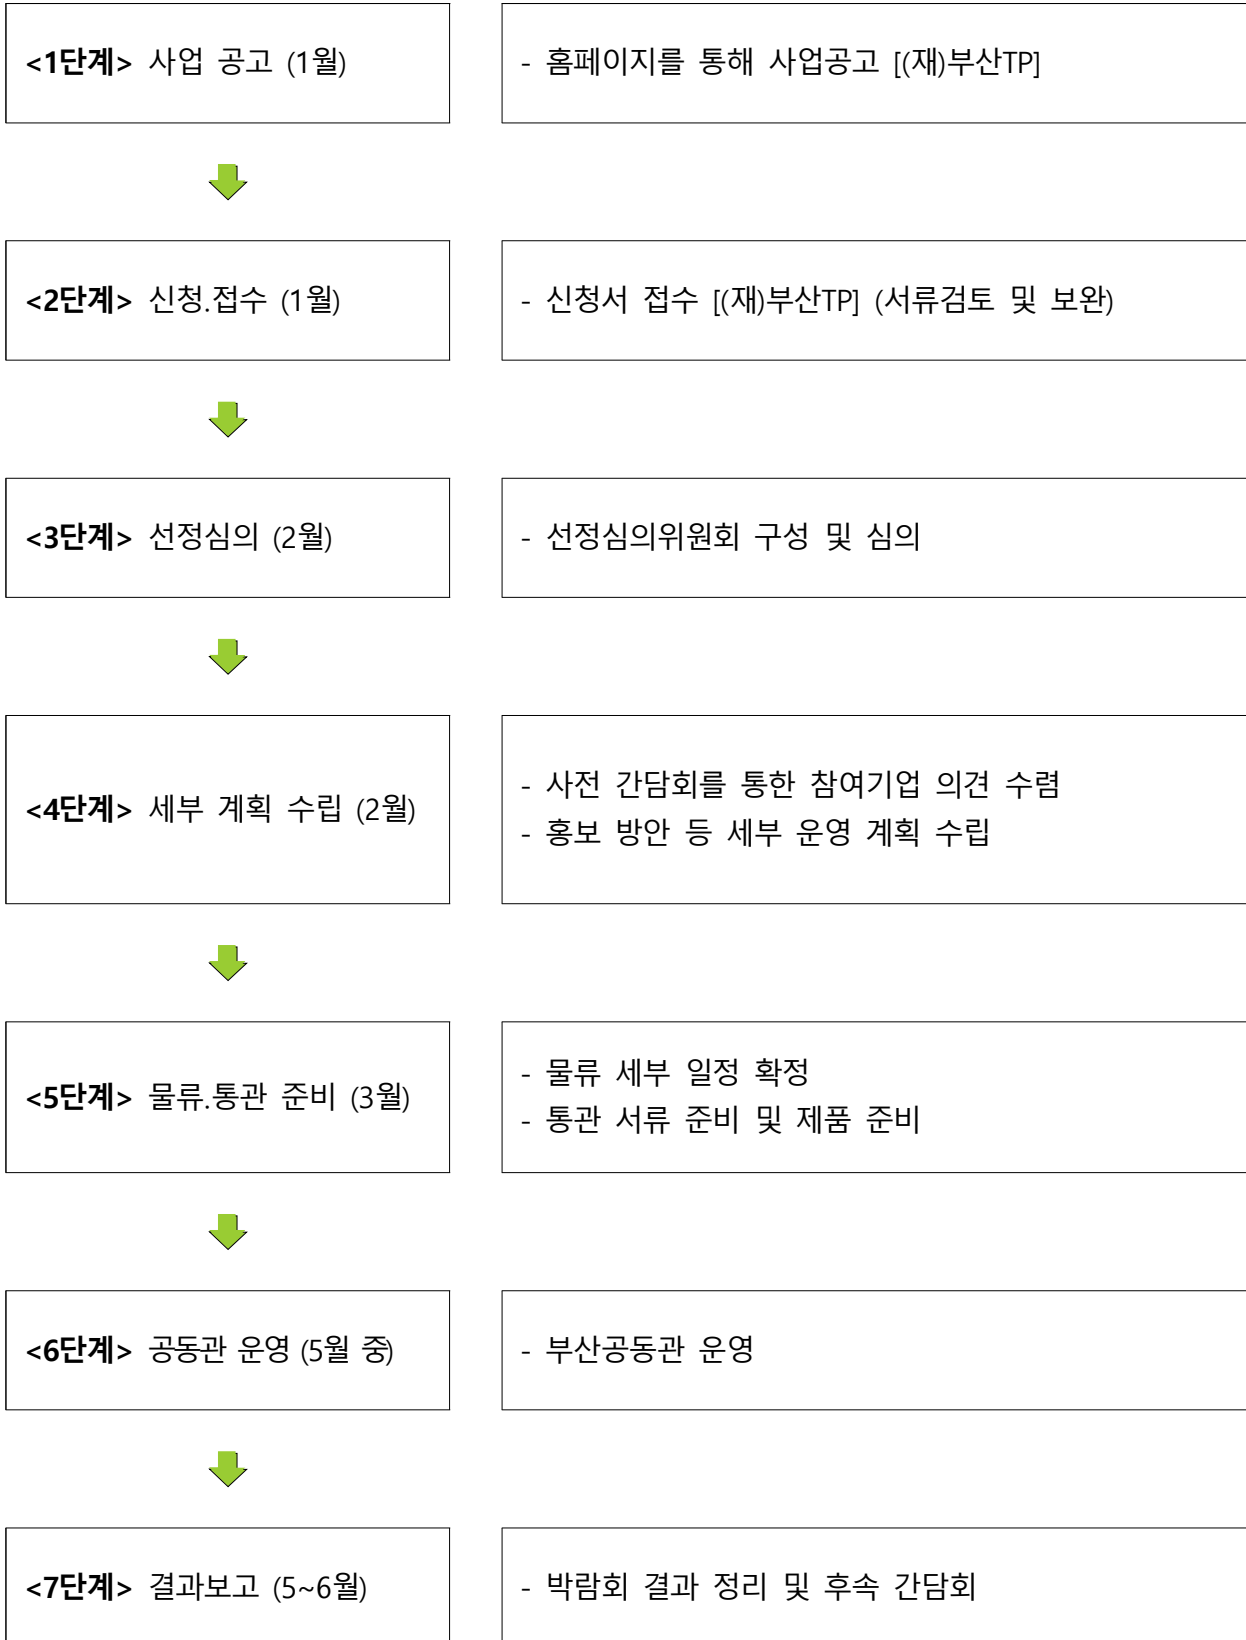 <1단계> 사업 공고 (1월)
- 홈페이지를 통해 사업공고 [(재)부산TP]
<2단계> 신청.접수 (1월)
- 신청서 접수 [(재)부산TP] (서류검토 및 보완)
<3단계> 선정심의 (2월)
- 선정심의위원회 구성 및 심의
<4단계> 세부 계획 수립 (2월)
- 사전 간담회를 통한 참여기업 의견 수렴
- 홍보 방안 등 세부 운영 계획 수립
<5단계> 물류.통관 준비 (3월)
- 물류 세부 일정 확정
- 통관 서류 준비 및 제품 준비
<6단계> 공동관 운영 (5월 중)
- 부산공동관 운영
<7단계> 결과보고 (5~6월)
- 박람회 결과 정리 및 후속 간담회